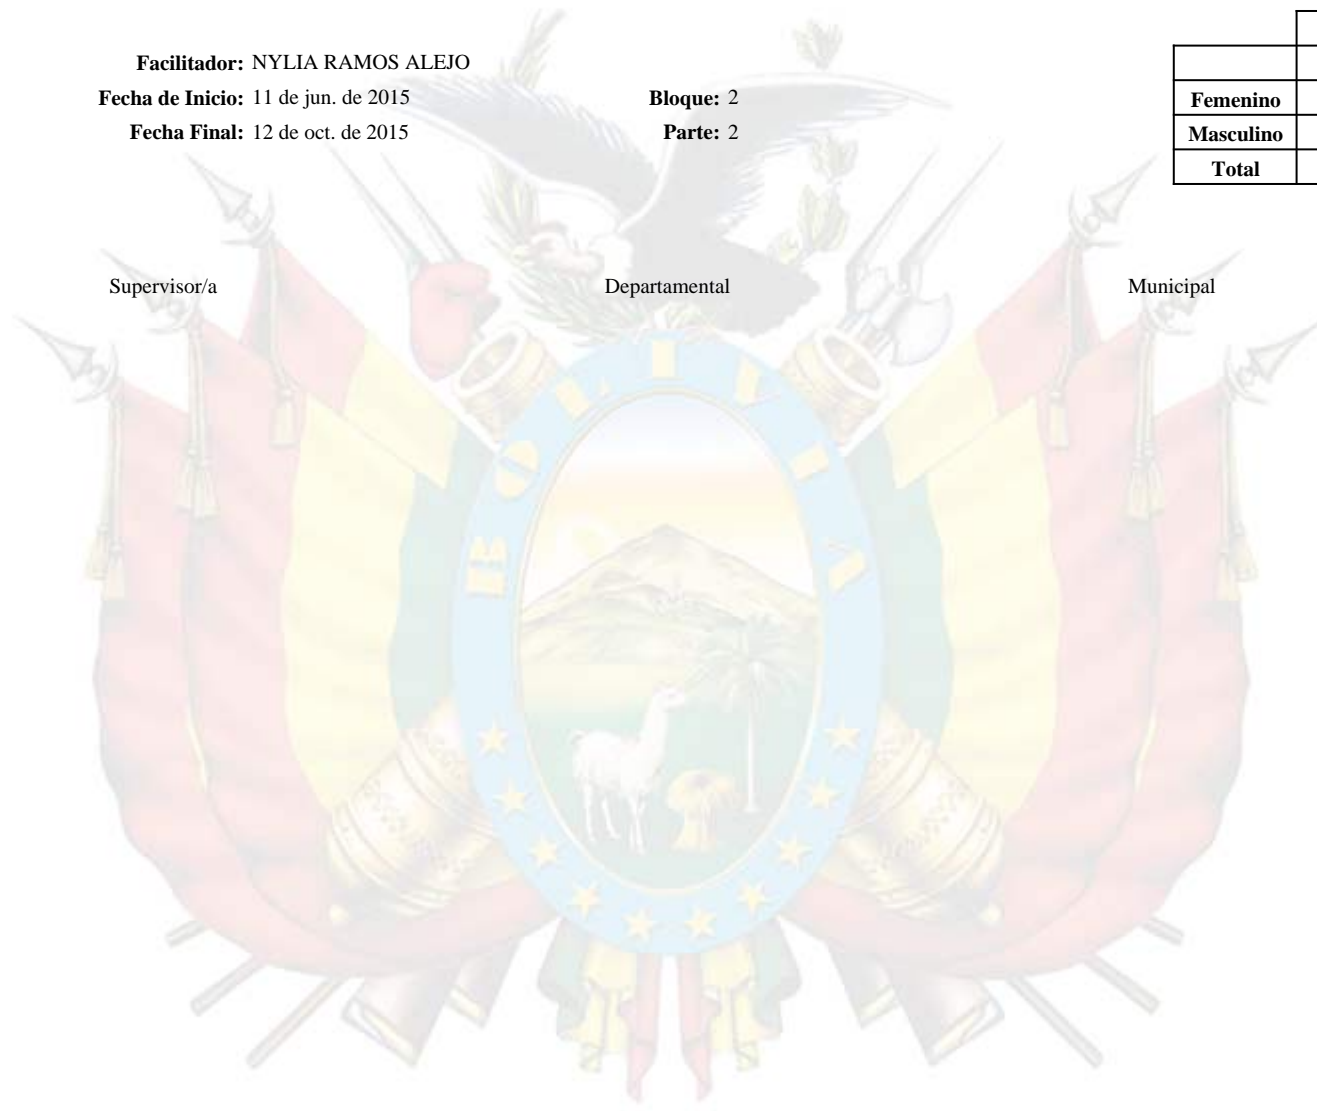 Facilitador: NYLIA RAMOS ALEJO
Fecha de Inicio: 11 de jun. de 2015 Bloque: 2
Fecha Final: 12 de oct. de 2015 Parte: 2
Femenino
Masculino
Total
Supervisor/a Departamental Municipal
BOLIVIA